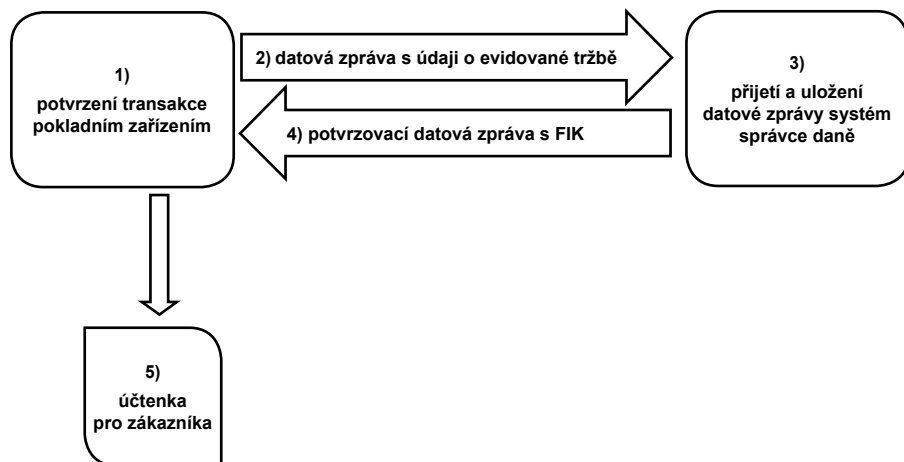 1)
potvrzení transakce
pokladním zařízením
2) datová zpráva s údaji o evidované tržbě
3)
přijetí a uložení
datové zprávy systém
správce daně
4) potvrzovací datová zpráva s FIK
5)
účtenka
pro zákazníka